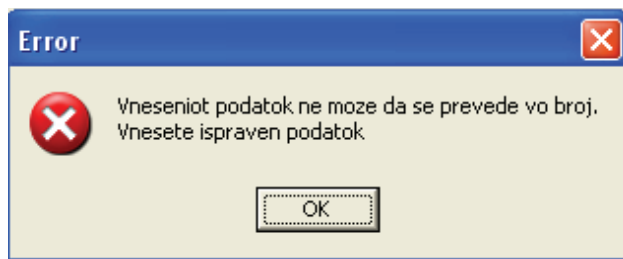 Error
Vneseniot podatok ne moze da se prevede vo broj.
Vnesete ispraven podatok
OK